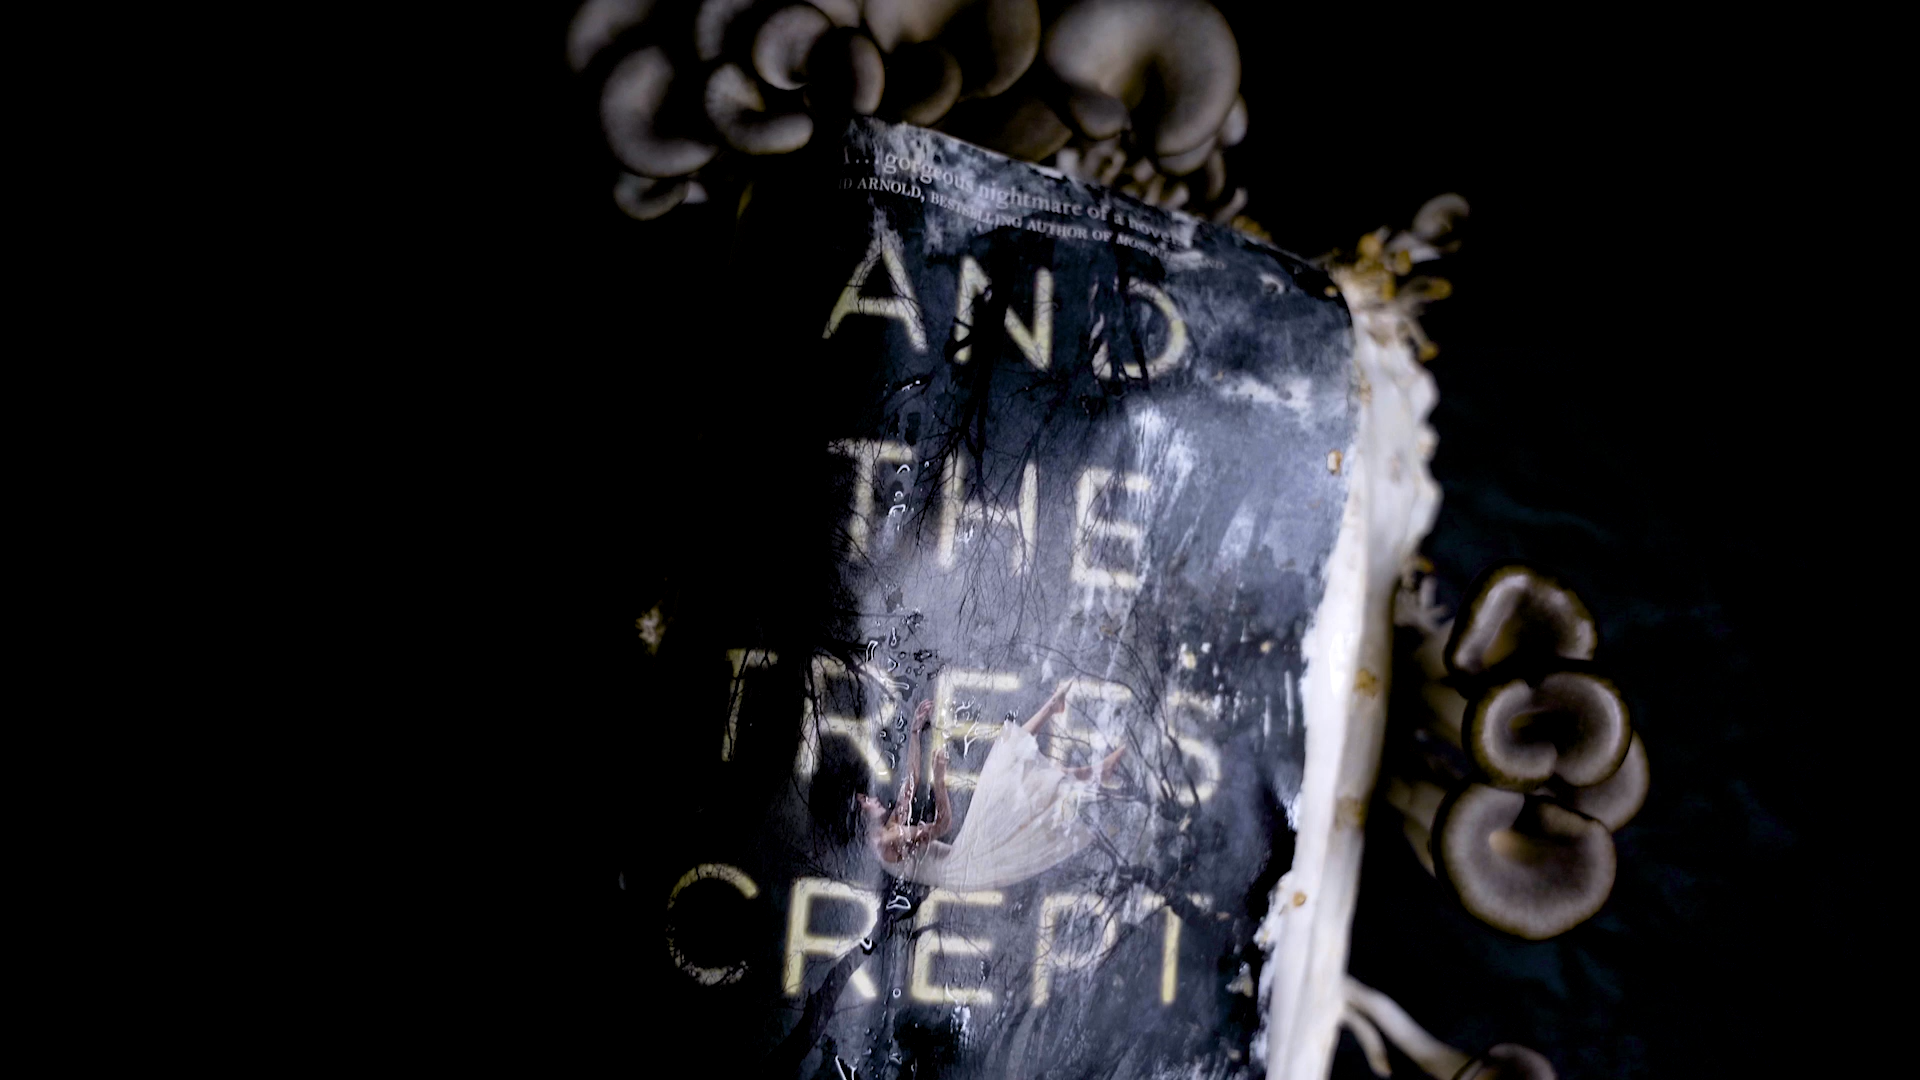 ... gorgeous nightmare of a novel
ARNOLD, BESTSELLING AUTHOR OF
AND
THE
TREES
CREPT